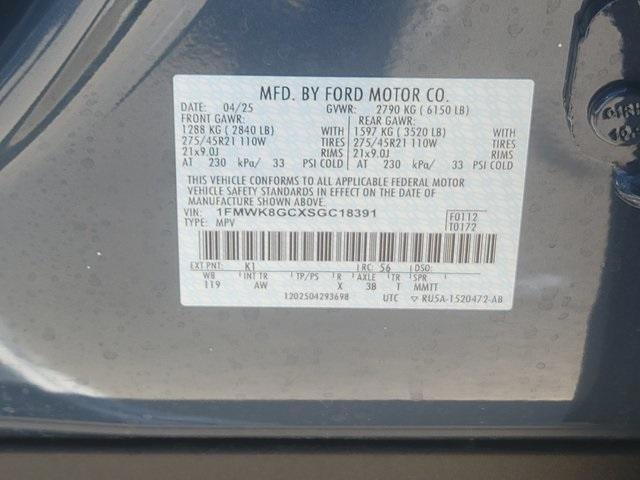 MFD. BY FORD MOTOR CO.
DATE: 04/25 GVWR: 2790 KG ( 6150 LB)
FRONT GAWR: REAR GAWR:
1288 KG ( 2840 LB) 1597 KG ( 3520 LB)
275/45R21 110W TIRES 275/45R21 110W TIRES
21x9.0J RIMS 21x9.0J RIMS
AT 230 kPa/ 33 PSI COLD AT 230 kPa/ 33 PSI COLD
THIS VEHICLE CONFORMS TO ALL APPLICABLE FEDERAL MOTOR
VEHICLE SAFETY STANDARDS IN EFFECT ON THE DATE OF
MANUFACTURE SHOWN ABOVE.
VIN: 1FMWK8GCXSGC18391 F0112
TYPE: MPV T0172
EXT PNT: K1 RC: 56 DSO:
WB INT TR TP/PS R AXLE TR
119 AW X 38 T MMTT
1202504293698 UTC ▽ RU5A-1520472-AB